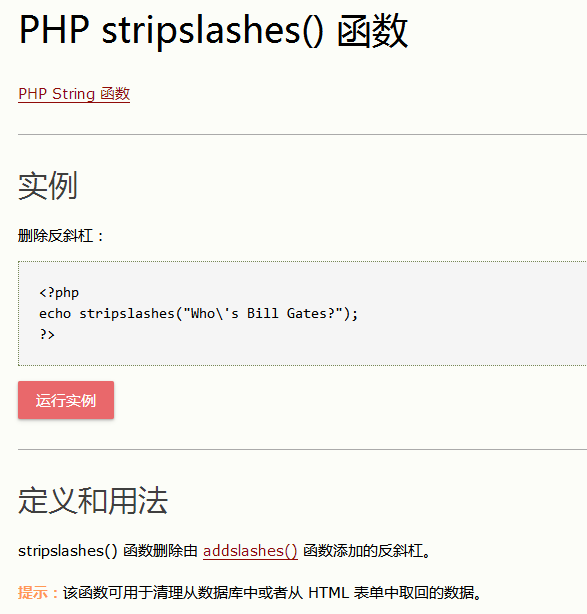 PHP stripslashes() 函数
PHP String 函数
实例
删除反斜杠：
<?php
echo stripslashes("Who\'s Bill Gates?");
?>
运行实例
定义和用法
stripslashes() 函数删除由 addslashes() 函数添加的反斜杠。
提示：该函数可用于清理从数据库中或者从 HTML 表单中取回的数据。